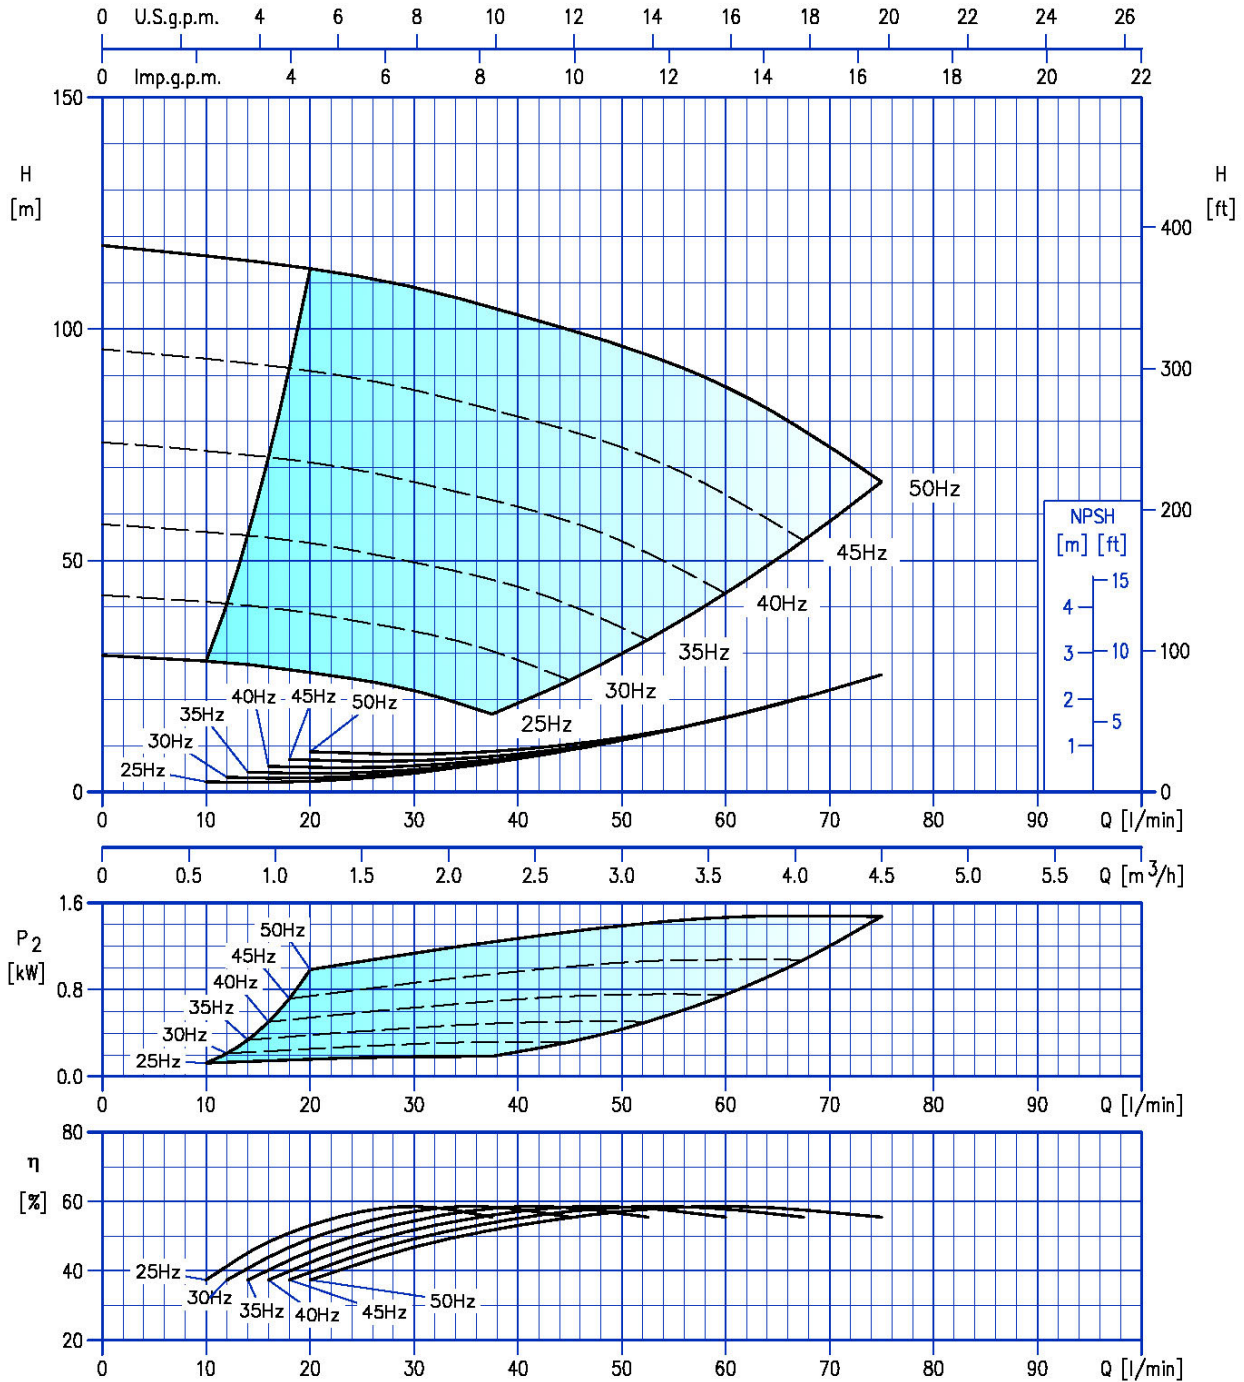 0 U.S.g.p.m. 4 6 8 10 12 14 16 18 20 22 24 26
0 Imp.g.p.m. 4 6 8 10 12 14 16 18 20 22
150
H
[m]
H
[ft]
400
100
300
50Hz
200
45Hz
40Hz
35Hz
30Hz
25Hz
NPSH
[m] [ft]
15
4
3 10
2
5
1
50
100
40Hz 45Hz 50Hz
35Hz
30Hz
25Hz
0 0
0 10 20 30 40 50 60 70 80 90 Q [l/min]
0 0.5 1.0 1.5 2.0 2.5 3.0 3.5 4.0 4.5 5.0 5.5 Q [m³/h]
1.6
P2
[kW]
0.8
0.0
50Hz
45Hz
40Hz
35Hz
30Hz
25Hz
0 10 20 30 40 50 60 70 80 90 Q [l/min]
80
η
[%]
60
40
20
25Hz
30Hz 35Hz 40Hz 45Hz 50Hz
0 10 20 30 40 50 60 70 80 90 Q [l/min]